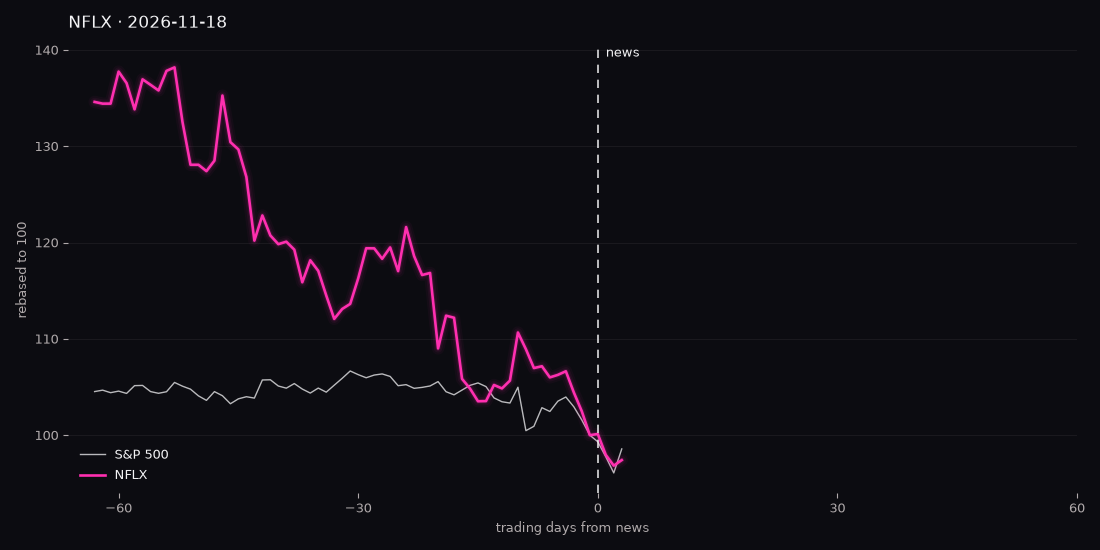 NFLX · 2026-11-18
news
140
130
120
110
100
rebased to 100
S&P 500
NFLX
−60
−30
0
30
60
trading days from news